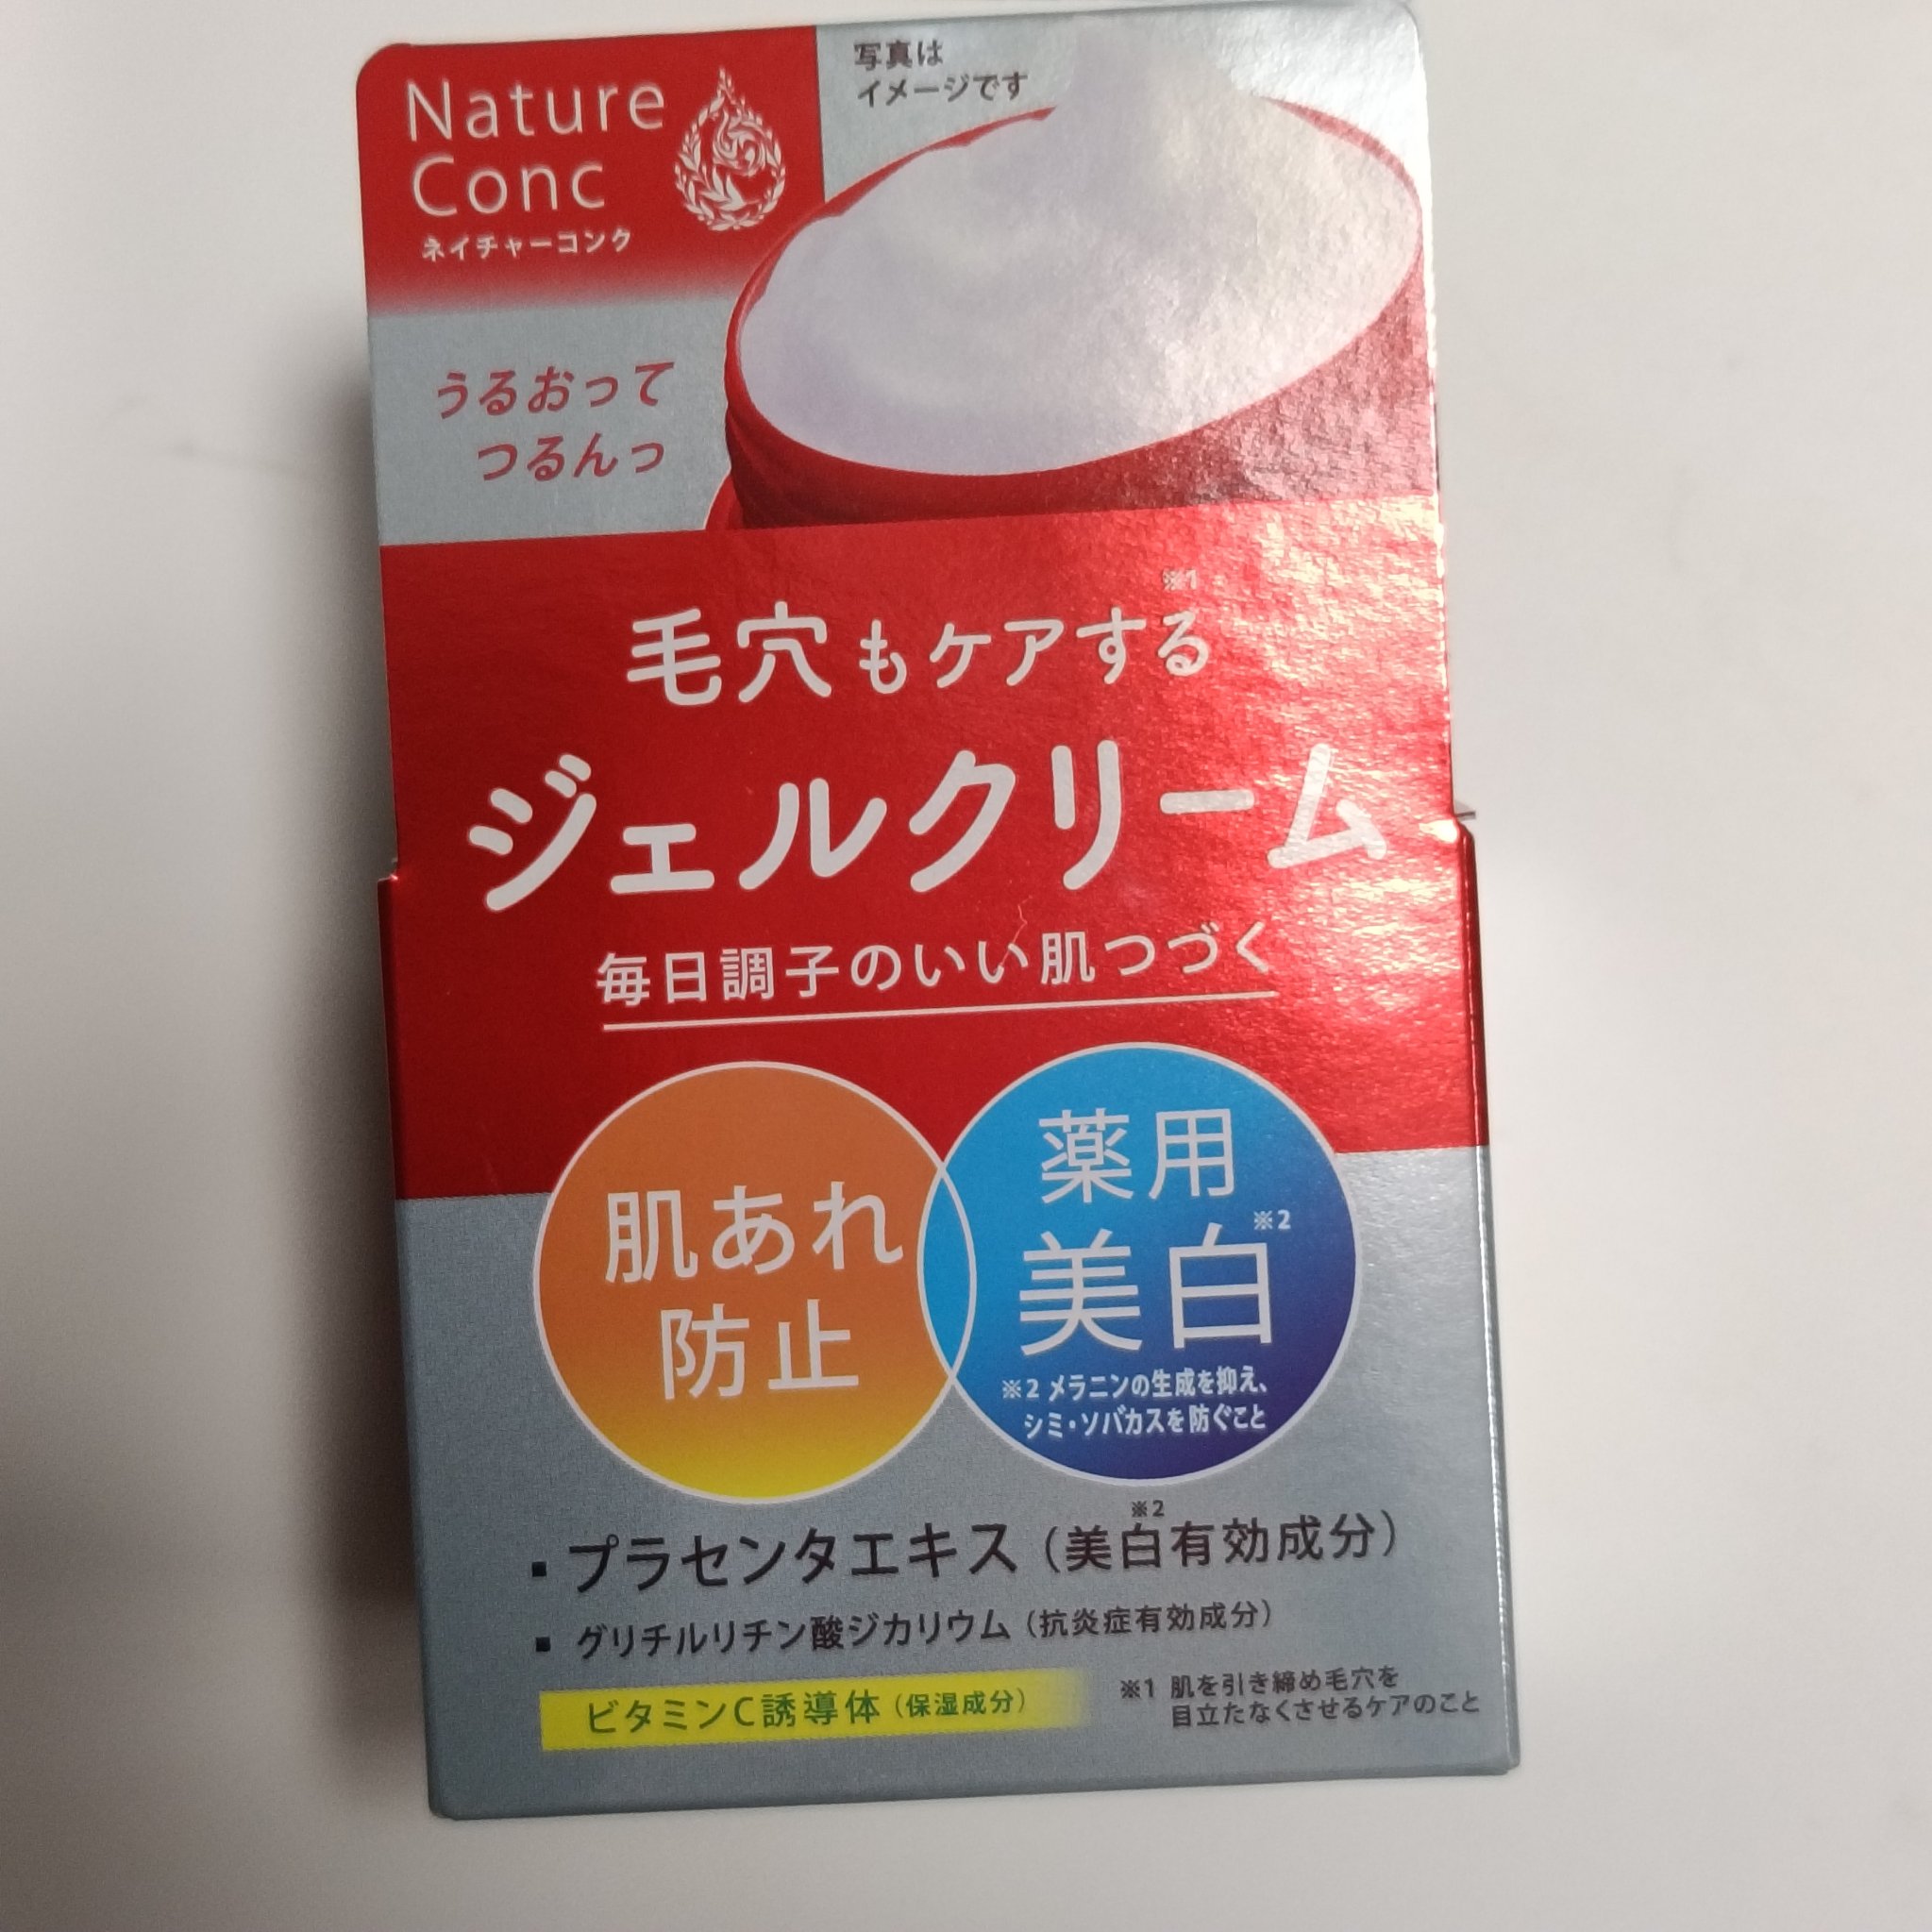 Nature
Conc
ネイチャーコンク
写真は
イメージです
うるおって
つるんっ
※1
毛穴もケアする
ジェルクリーム
毎日調子のいい肌つづく
肌あれ
防止
薬用
美白※2
※2 メラニンの生成を抑え、
シミ・ソバカスを防ぐこと
※2
▪ プラセンタエキス（美白有効成分）
▪ グリチルリチン酸ジカリウム（抗炎症有効成分）
ビタミンC誘導体（保湿成分）
※1 肌を引き締め毛穴を
目立たなくさせるケアのこと